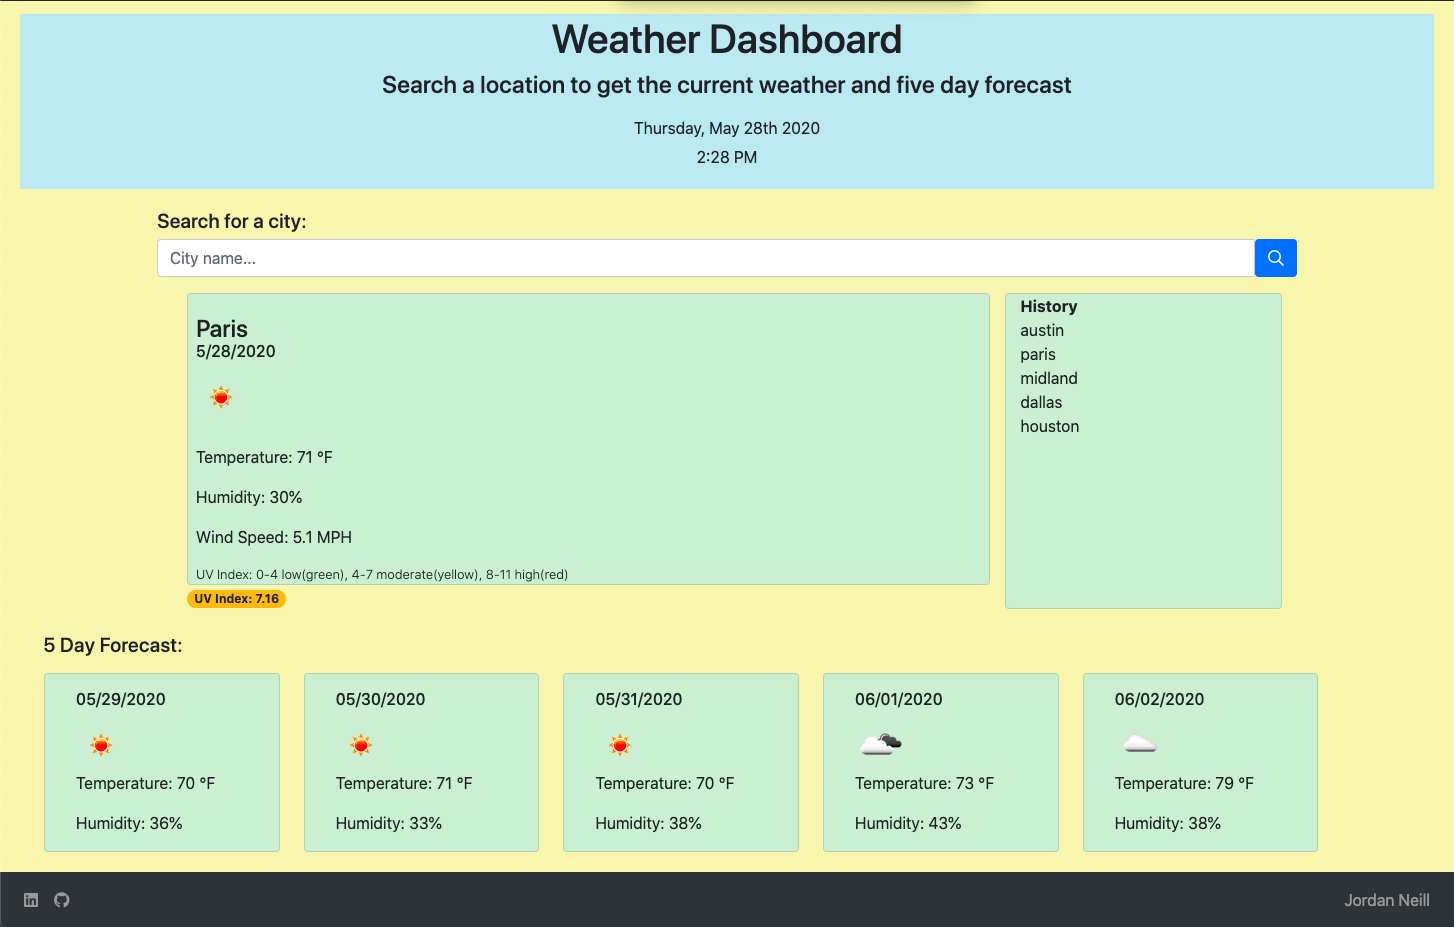 Weather Dashboard
Search a location to get the current weather and five day forecast
Thursday, May 28th 2020
2:28 PM
Search for a city:
City name...
Paris
5/28/2020
Temperature: 71 °F
Humidity: 30%
Wind Speed: 5.1 MPH
UV Index: 0-4 low(green), 4-7 moderate(yellow), 8-11 high(red)
UV Index: 7.16
History
austin
paris
midland
dallas
houston
5 Day Forecast:
05/29/2020
Temperature: 70 °F
Humidity: 36%
05/30/2020
Temperature: 71 °F
Humidity: 33%
05/31/2020
Temperature: 70 °F
Humidity: 38%
06/01/2020
Temperature: 73 °F
Humidity: 43%
06/02/2020
Temperature: 79 °F
Humidity: 38%
in
Jordan Neill